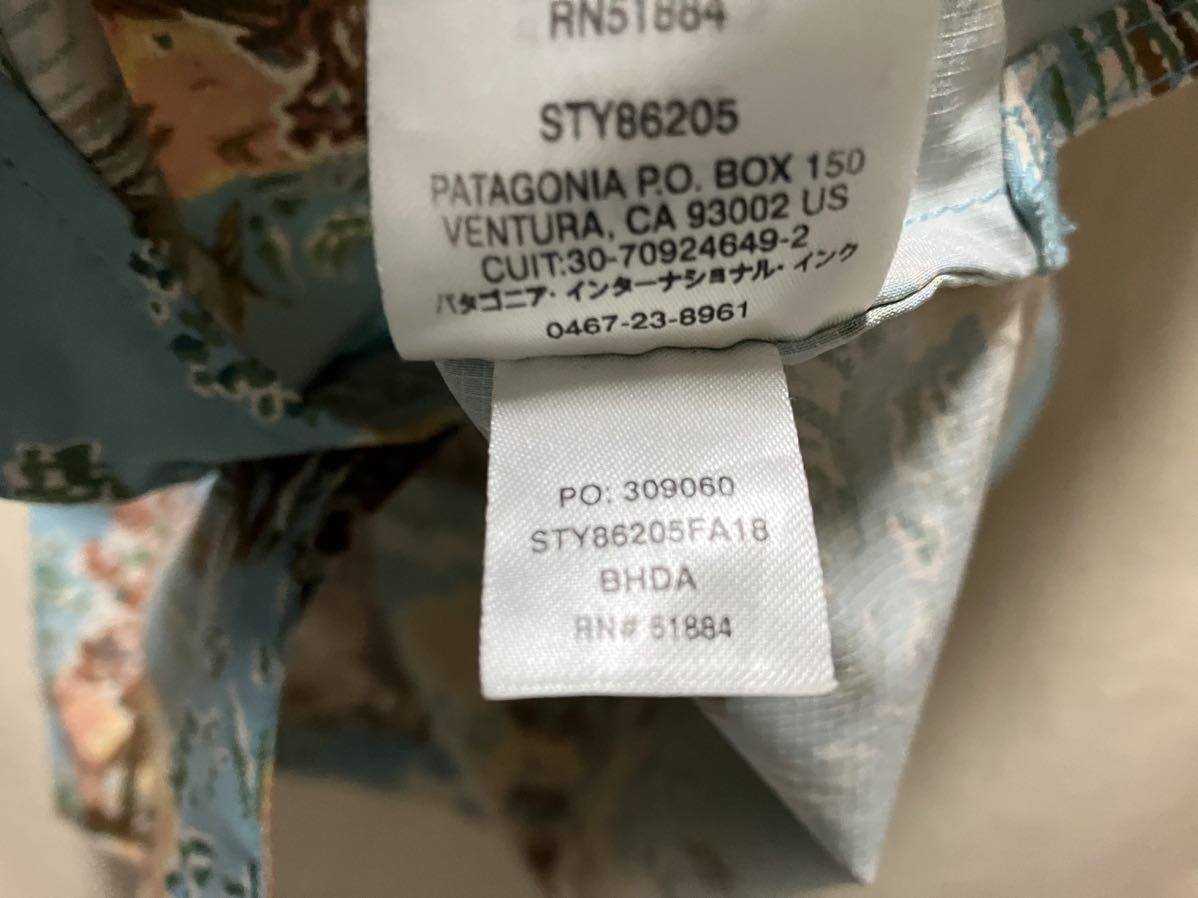 RN51884
STY86205
PATAGONIA P.O. BOX 150
VENTURA, CA 93002 US
CUIT:30-70924649-2
パタゴニア・インターナショナル・インク
0467-23-8961
PO: 309060
STY86205FA18
BHDA
RN# 51884